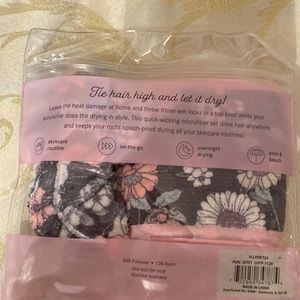 Tie hair high and let it dry!
Leave the heat damage at home and throw those wet locks in a top knot while your
scrunchie does the drying in style. This quick-wicking microfiber set dries hair anywhere
and keeps your roots splash-proof during all your skincare routines!
skincare
routine
on-the-go
overnight
drying
pool &
beach
Polyester • 12% Nylon
One size fits most
Machine washable
MADE IN CHINA